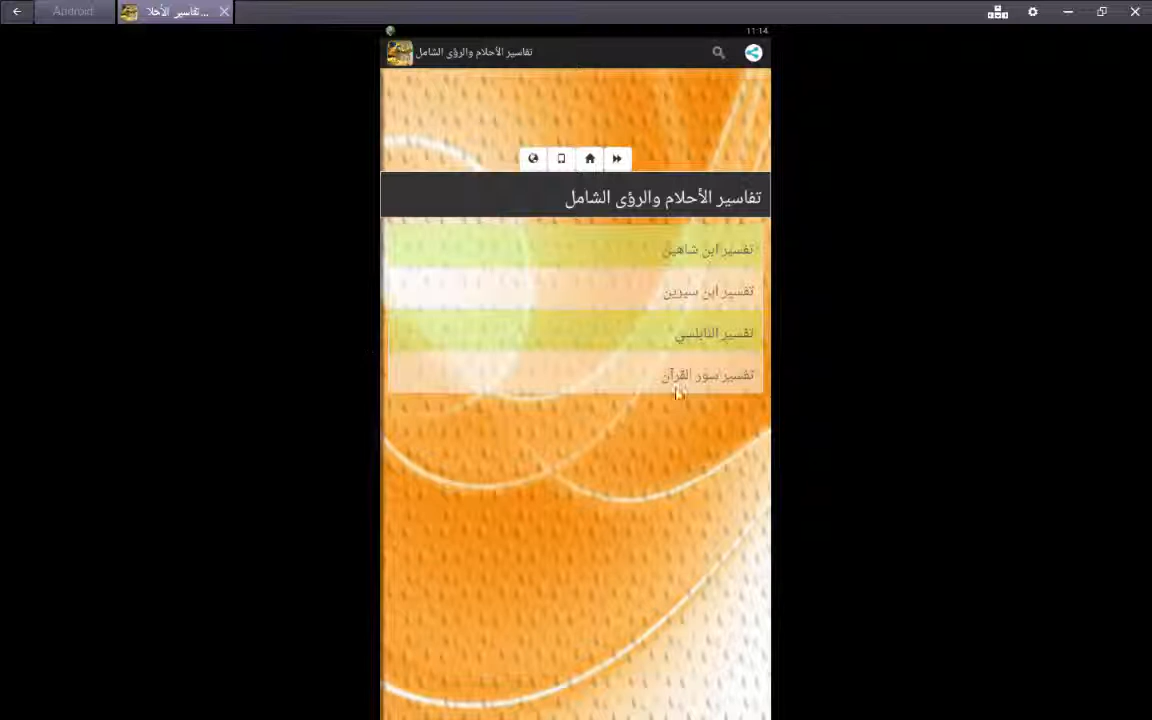 Android
تفاسير الأحلا...
11:14
تفاسير الأحلام والرؤى الشامل
تفاسير الأحلام والرؤى الشامل
تفسير ابن شاهين
تفسير ابن سيرين
تفسير النابلسي
تفسير سور القرآن